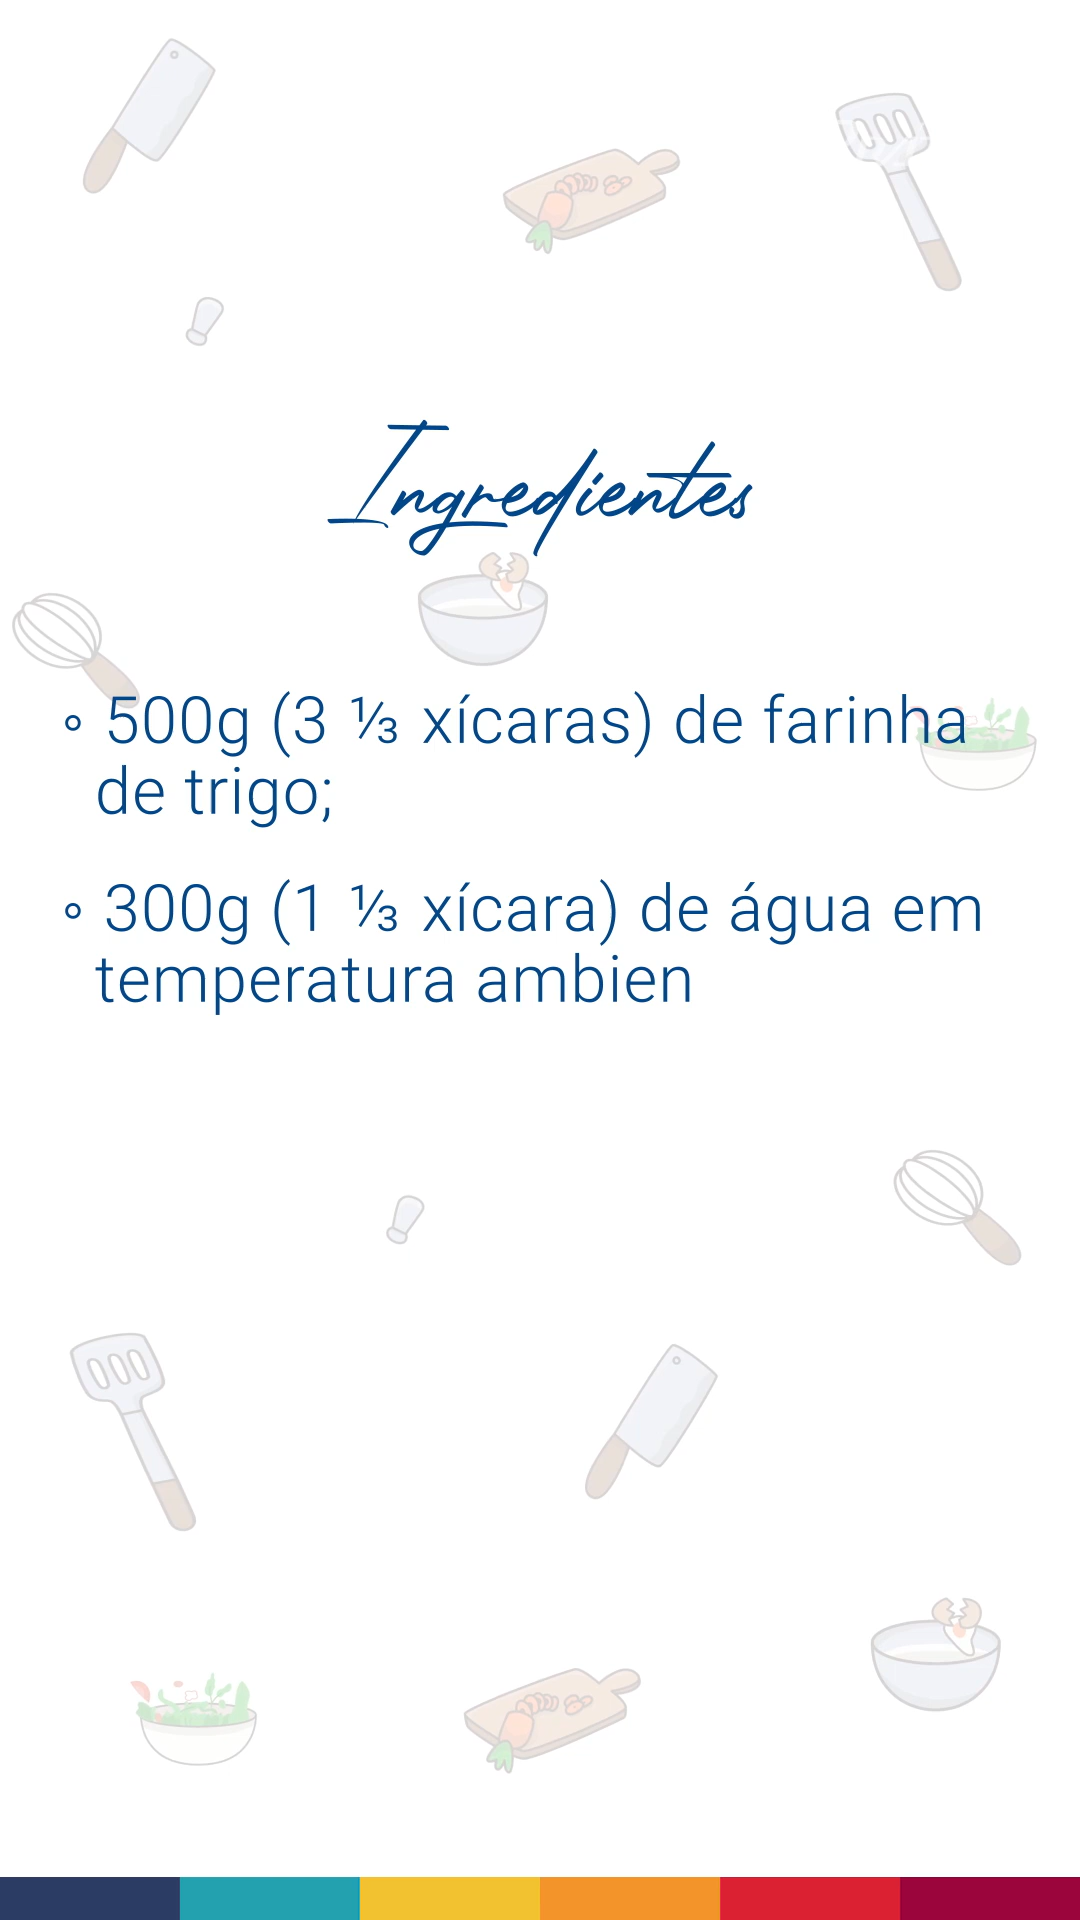 Ingredientes
◦ 500g (3 ⅓ xícaras) de farinha
de trigo;
◦ 300g (1 ⅓ xícara) de água em
temperatura ambien